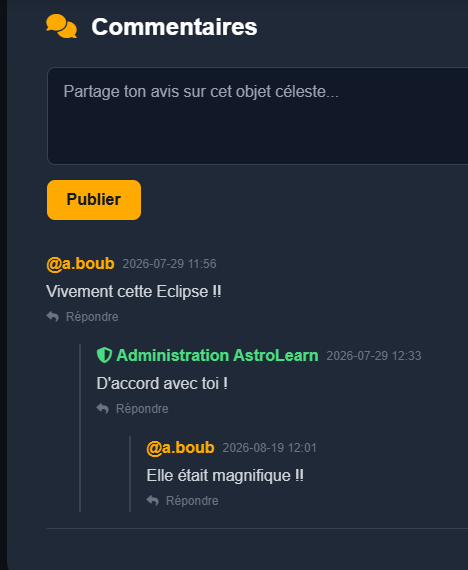 Commentaires
Partage ton avis sur cet objet céleste...
Publier
@a.boub 2026-07-29 11:56
Vivement cette Eclipse !!
Répondre
Administration AstroLearn 2026-07-29 12:33
D'accord avec toi !
Répondre
@a.boub 2026-08-19 12:01
Elle était magnifique !!
Répondre